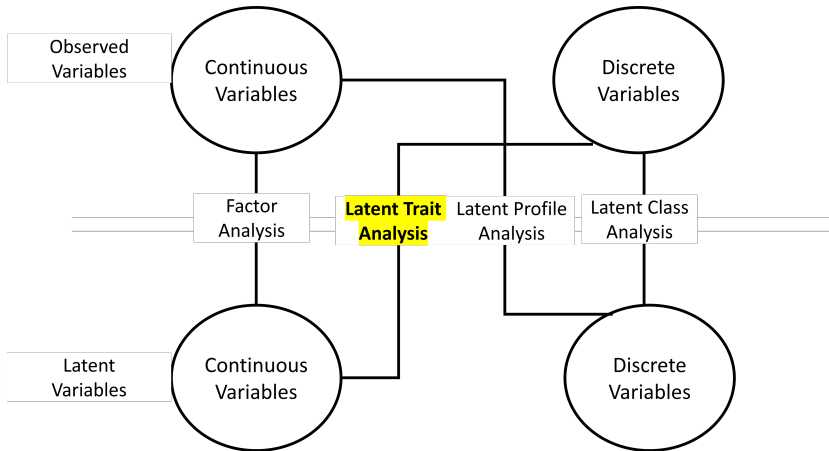 Observed
Variables
Continuous
Variables
Discrete
Variables
Factor
Analysis
Latent Trait
Analysis
Latent Profile
Analysis
Latent Class
Analysis
Latent
Variables
Continuous
Variables
Discrete
Variables